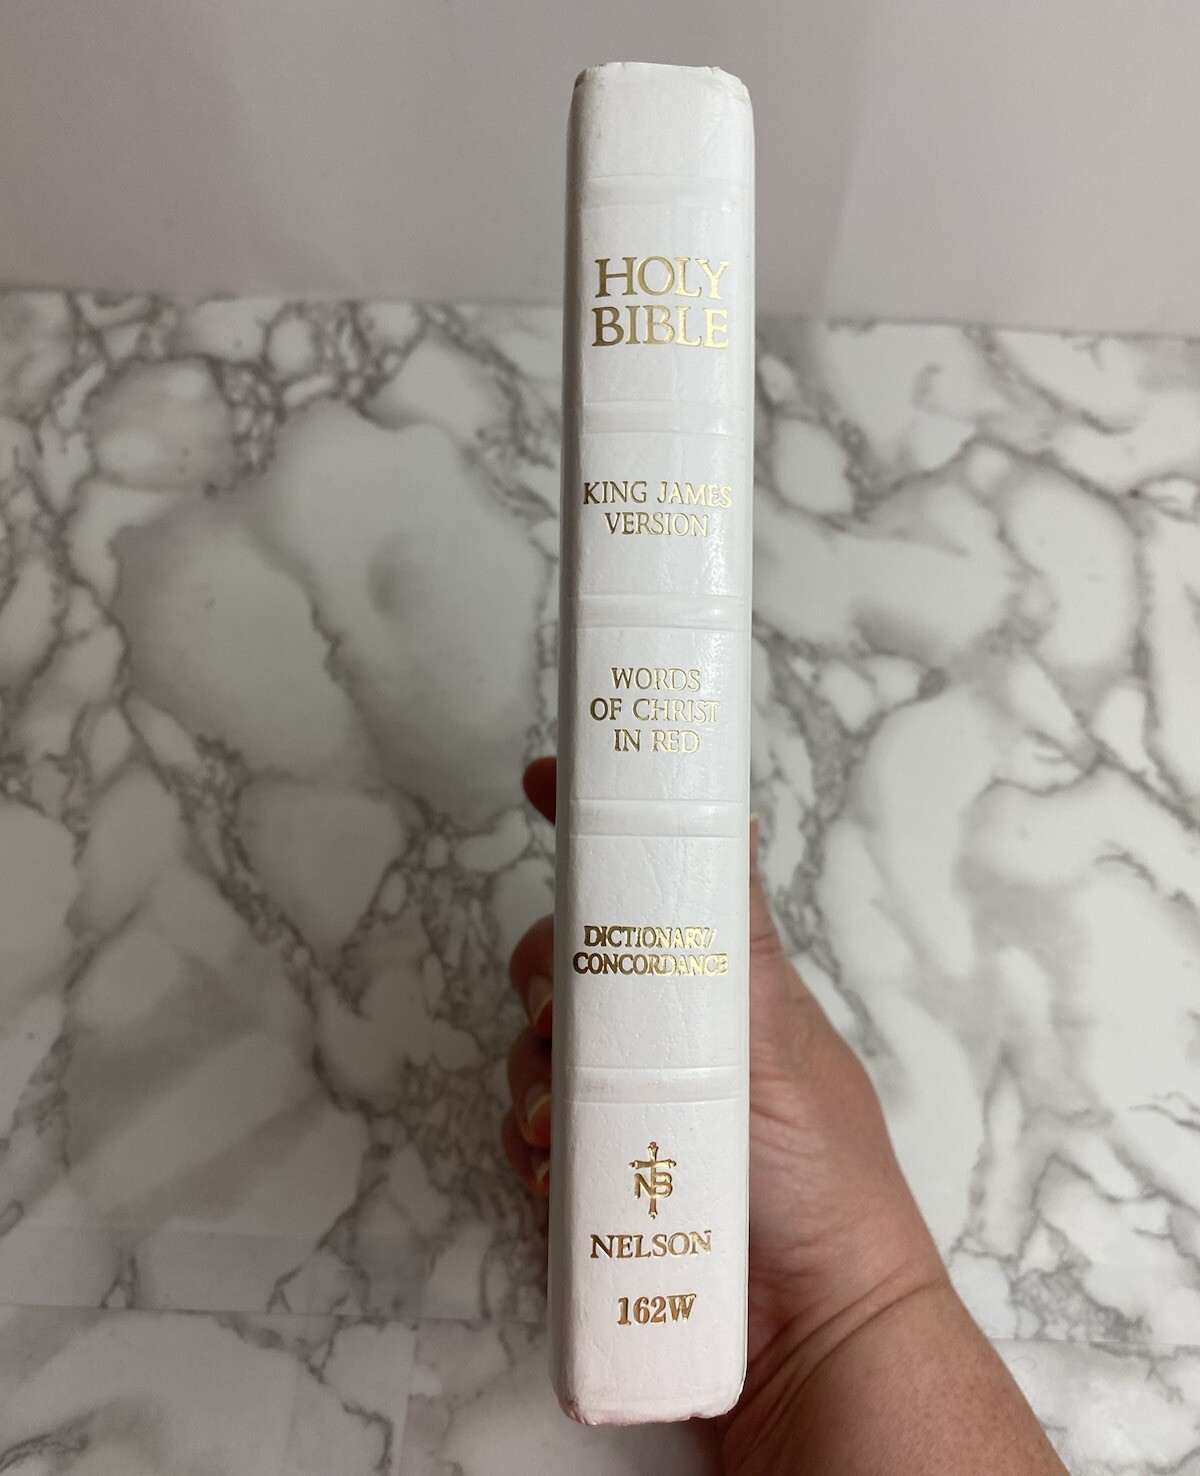 HOLY
BIBLE
KING JAMES
VERSION
WORDS
OF CHRIST
IN RED
DICTIONARY/
CONCORDANCE
NB
NELSON
162W